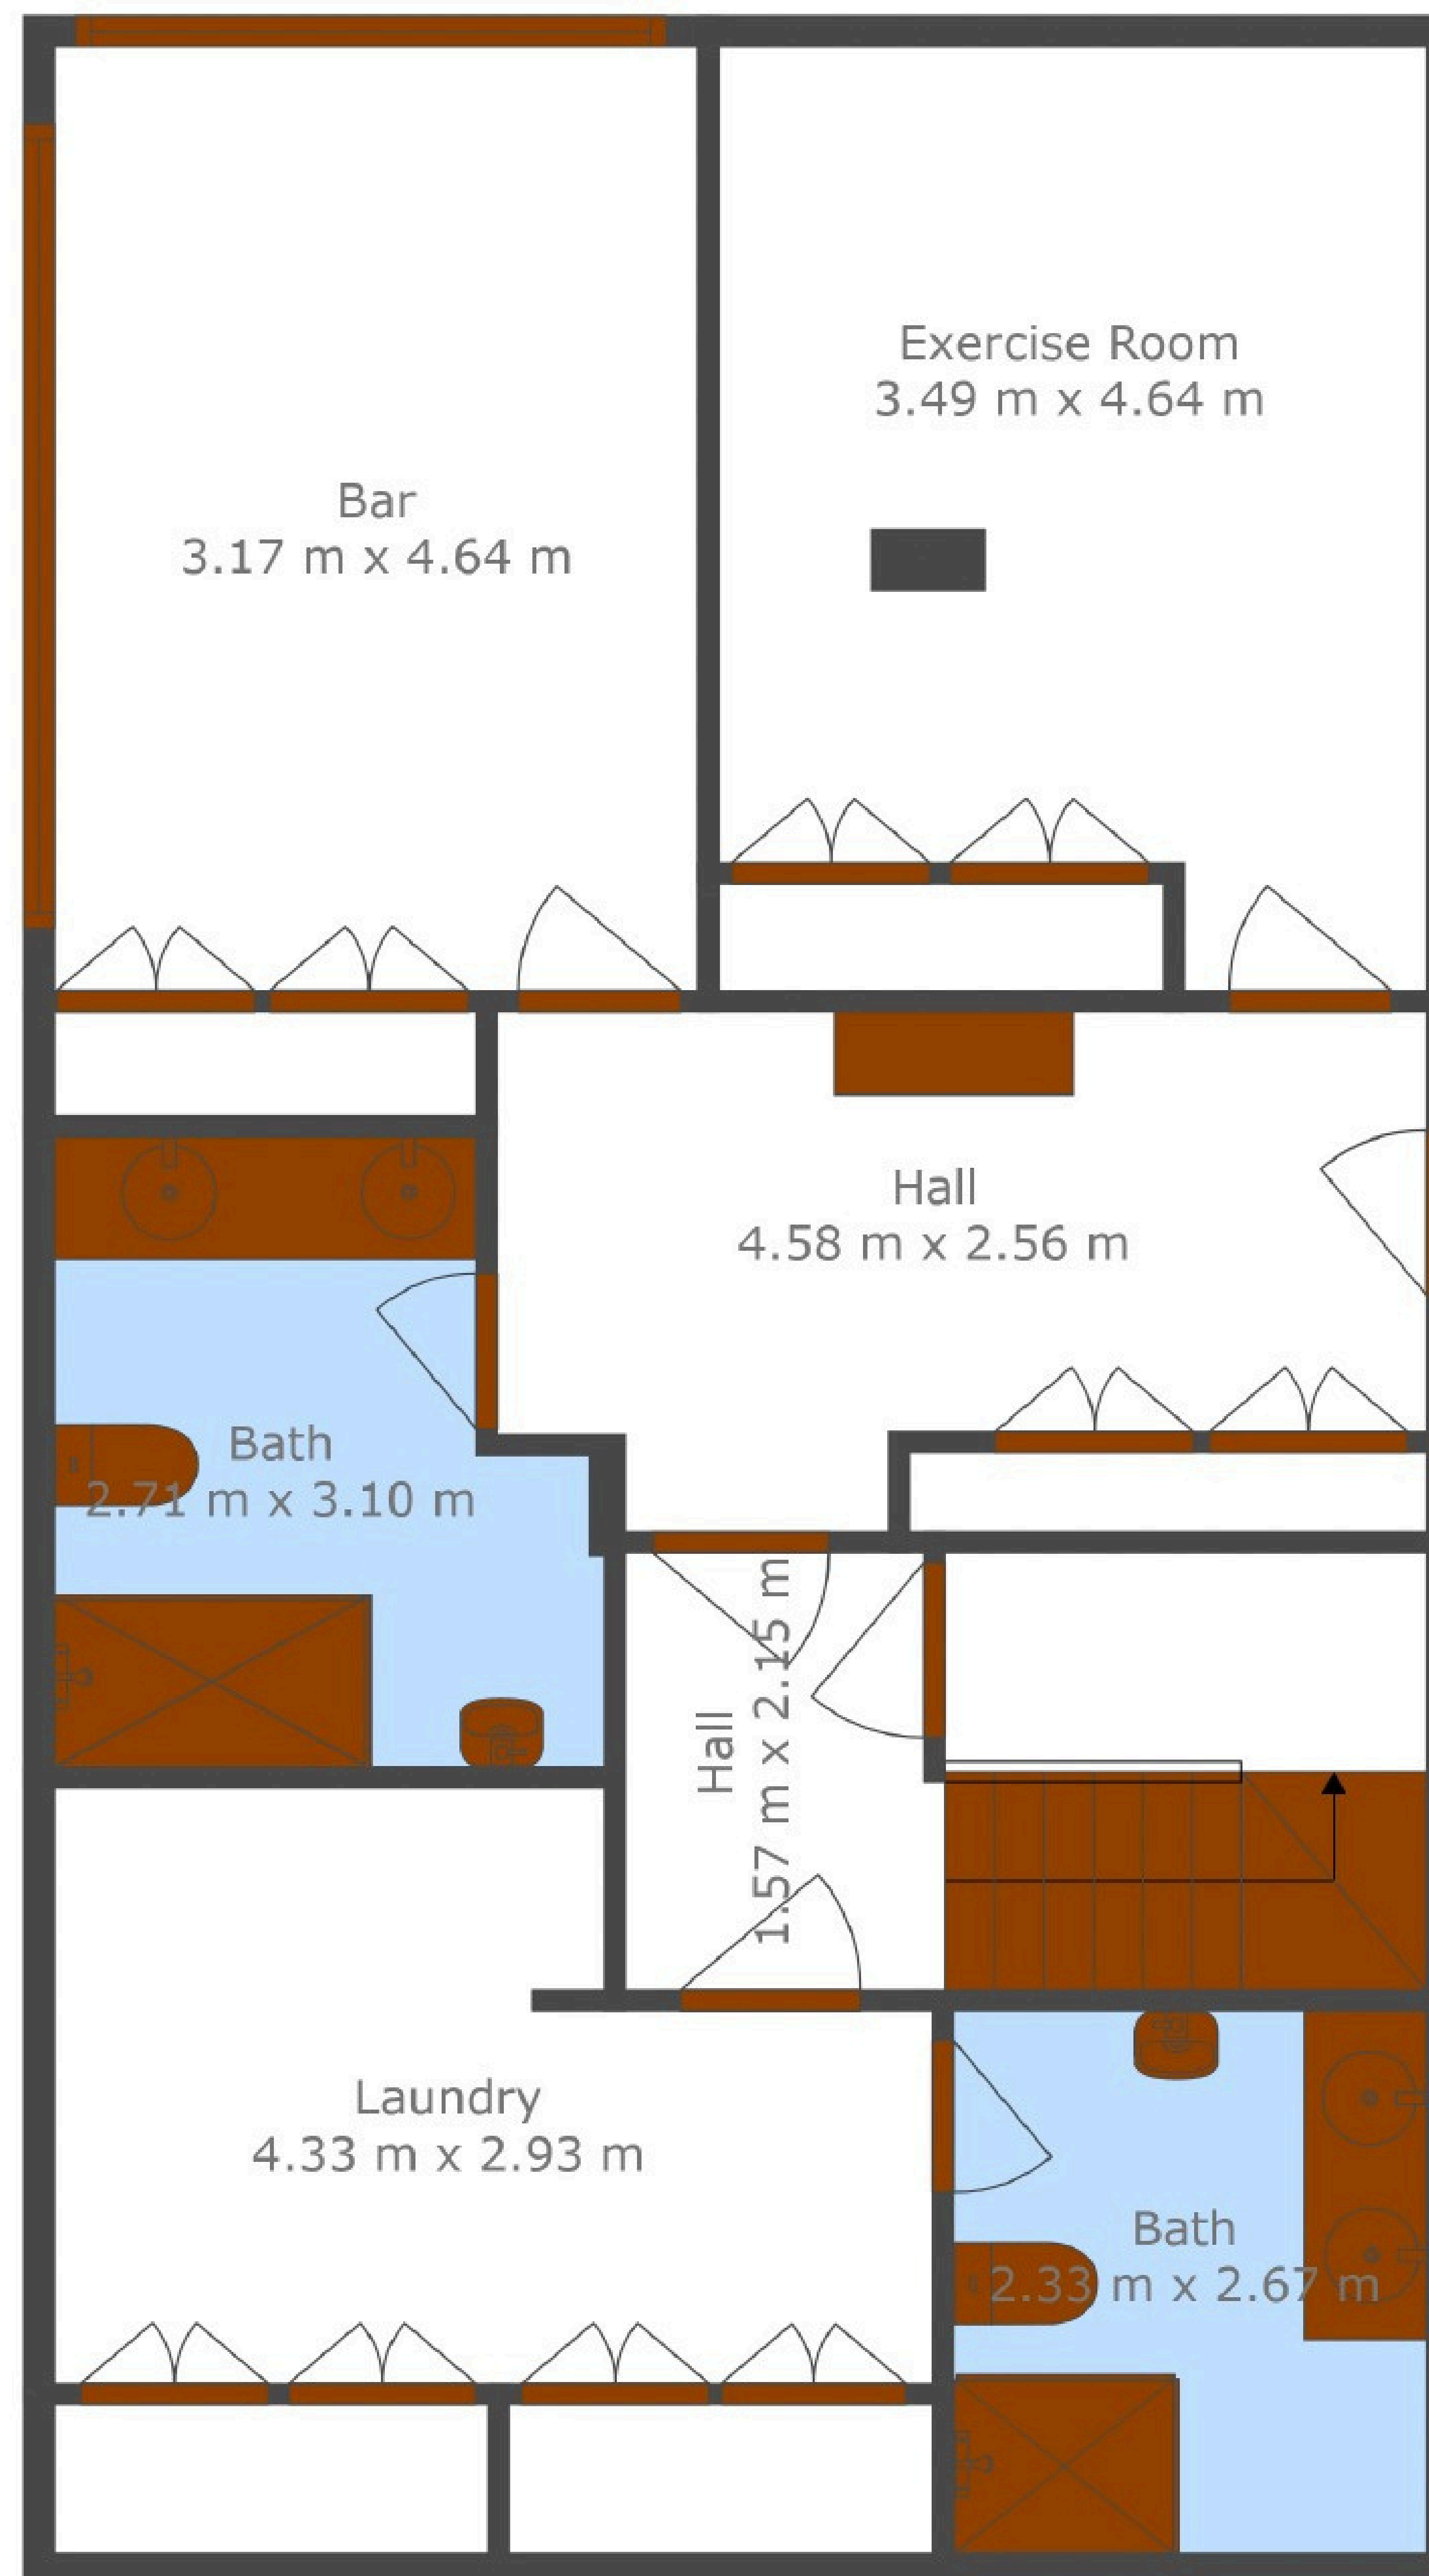 Exercise Room
3.49 m x 4.64 m
Bar
3.17 m x 4.64 m
Hall
4.58 m x 2.56 m
Bath
2.71 m x 3.10 m
Hall
1.57 m x 2.15 m
Laundry
4.33 m x 2.93 m
Bath
2.33 m x 2.67 m